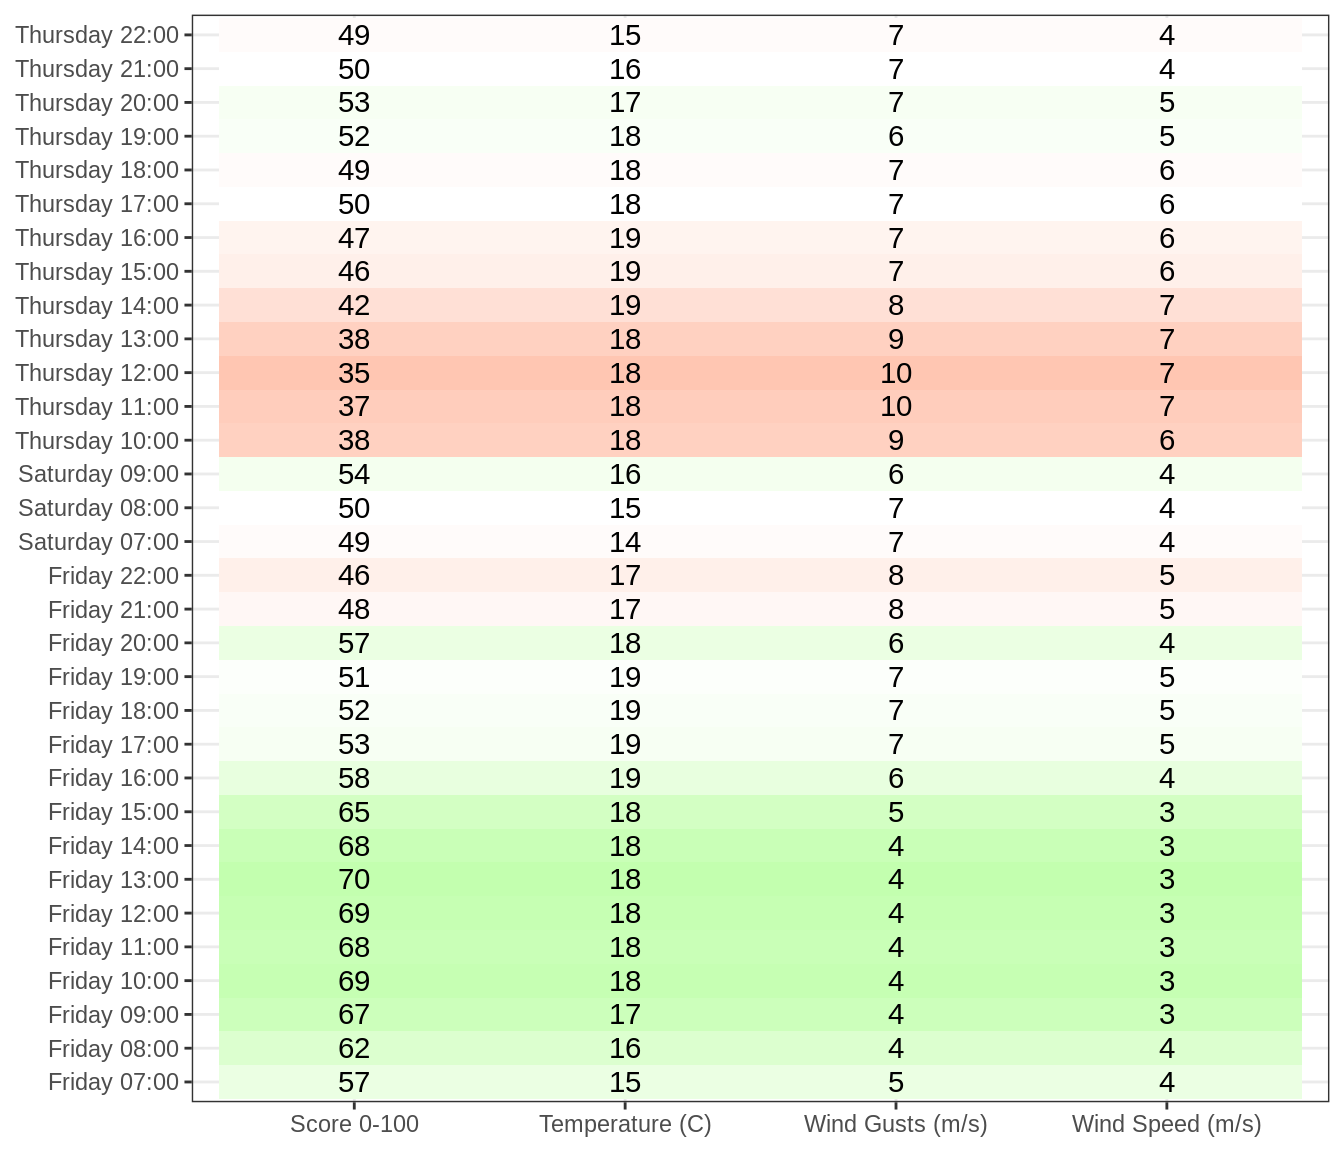 Thursday 22:00 49 15 7 4
Thursday 21:00 50 16 7 4
Thursday 20:00 53 17 7 5
Thursday 19:00 52 18 6 5
Thursday 18:00 49 18 7 6
Thursday 17:00 50 18 7 6
Thursday 16:00 47 19 7 6
Thursday 15:00 46 19 7 6
Thursday 14:00 42 19 8 7
Thursday 13:00 38 18 9 7
Thursday 12:00 35 18 10 7
Thursday 11:00 37 18 10 7
Thursday 10:00 38 18 9 6
Saturday 09:00 54 16 6 4
Saturday 08:00 50 15 7 4
Saturday 07:00 49 14 7 4
Friday 22:00 46 17 8 5
Friday 21:00 48 17 8 5
Friday 20:00 57 18 6 4
Friday 19:00 51 19 7 5
Friday 18:00 52 19 7 5
Friday 17:00 53 19 7 5
Friday 16:00 58 19 6 4
Friday 15:00 65 18 5 3
Friday 14:00 68 18 4 3
Friday 13:00 70 18 4 3
Friday 12:00 69 18 4 3
Friday 11:00 68 18 4 3
Friday 10:00 69 18 4 3
Friday 09:00 67 17 4 3
Friday 08:00 62 16 4 4
Friday 07:00 57 15 5 4
Score 0-100 Temperature (C) Wind Gusts (m/s) Wind Speed (m/s)